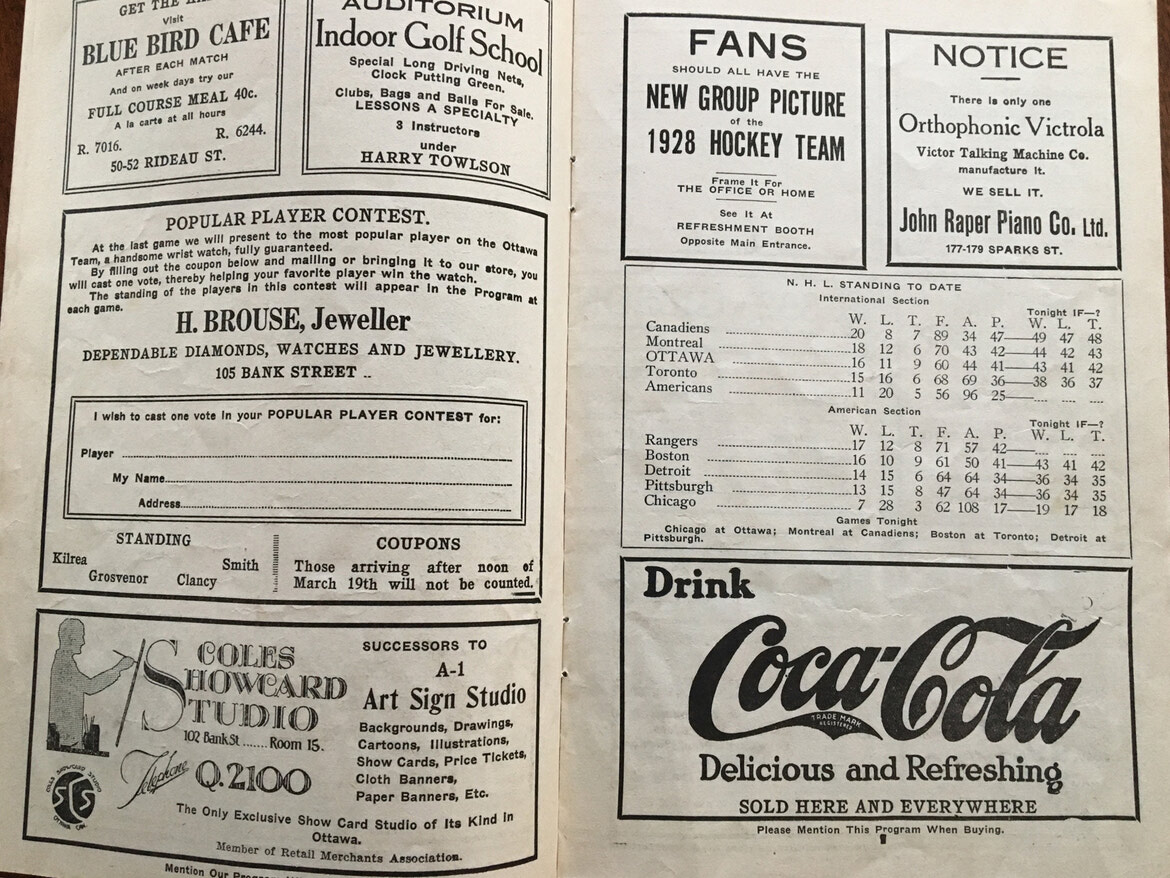 GET THE
Visit
BLUE BIRD CAFE
AFTER EACH MATCH
And on week days try our
FULL COURSE MEAL 40c.
A la carte at all hours
R. 6244.
R. 7016.
50-52 RIDEAU ST.
AUDITORIUM
Indoor Golf School
Special Long Driving Nets,
Clock Putting Green.
Clubs, Bags and Balls For Sale.
LESSONS A SPECIALTY
3 Instructors
under
HARRY TOWLSON
POPULAR PLAYER CONTEST.
At the last game we will present to the most popular player on the Ottawa
Team, a handsome wrist watch, fully guaranteed.
By filling out the coupon below and mailing or bringing it to our store, you
will cast one vote, thereby helping your favorite player win the watch.
The standing of the players in this contest will appear in the Program at
each game.
H. BROUSE, Jeweller
DEPENDABLE DIAMONDS, WATCHES AND JEWELLERY.
105 BANK STREET ..
I wish to cast one vote in your POPULAR PLAYER CONTEST for:
Player
My Name
Address
STANDING
Kilrea
Smith
Grosvenor Clancy
COUPONS
Those arriving after noon of
March 19th will not be counted.
COLES
SHOWCARD
STUDIO
102 Bank St ....... Room 15.
Telephone Q.2100
COLES SHOWCARD STUDIO
SCS
OTTAWA CAN.
SUCCESSORS TO
A-1
Art Sign Studio
Backgrounds, Drawings,
Cartoons, Illustrations,
Show Cards, Price Tickets,
Cloth Banners,
Paper Banners, Etc.
The Only Exclusive Show Card Studio of Its Kind in
Ottawa.
Member of Retail Merchants Association.
Mention Our Program
FANS
SHOULD ALL HAVE THE
NEW GROUP PICTURE
of the
1928 HOCKEY TEAM
Frame It For
THE OFFICE OR HOME
See It At
REFRESHMENT BOOTH
Opposite Main Entrance.
NOTICE
There is only one
Orthophonic Victrola
Victor Talking Machine Co.
manufacture it.
WE SELL IT.
John Raper Piano Co. Ltd.
177-179 SPARKS ST.
N. H. L. STANDING TO DATE
International Section
Tonight IF—?
W. L. T. F. A. P. W. L. T.
Canadiens 20 8 7 89 34 47—49 47 48
Montreal 18 12 6 70 43 42—44 42 43
OTTAWA 16 11 9 60 44 41—43 41 42
Toronto 15 16 6 68 69 36—38 36 37
Americans 11 20 5 56 96 25— .... .... ....
American Section
Tonight IF—?
W. L. T. F. A. P. W. L. T.
Rangers 17 12 8 71 57 42— .... .... ....
Boston 16 10 9 61 50 41—43 41 42
Detroit 14 15 6 64 64 34—36 34 35
Pittsburgh 13 15 8 47 64 34—36 34 35
Chicago 7 28 3 62 108 17—19 17 18
Games Tonight
Chicago at Ottawa; Montreal at Canadiens; Boston at Toronto; Detroit at
Pittsburgh.
Drink
Coca-Cola
TRADE MARK
REGISTERED
Delicious and Refreshing
SOLD HERE AND EVERYWHERE
Please Mention This Program When Buying.